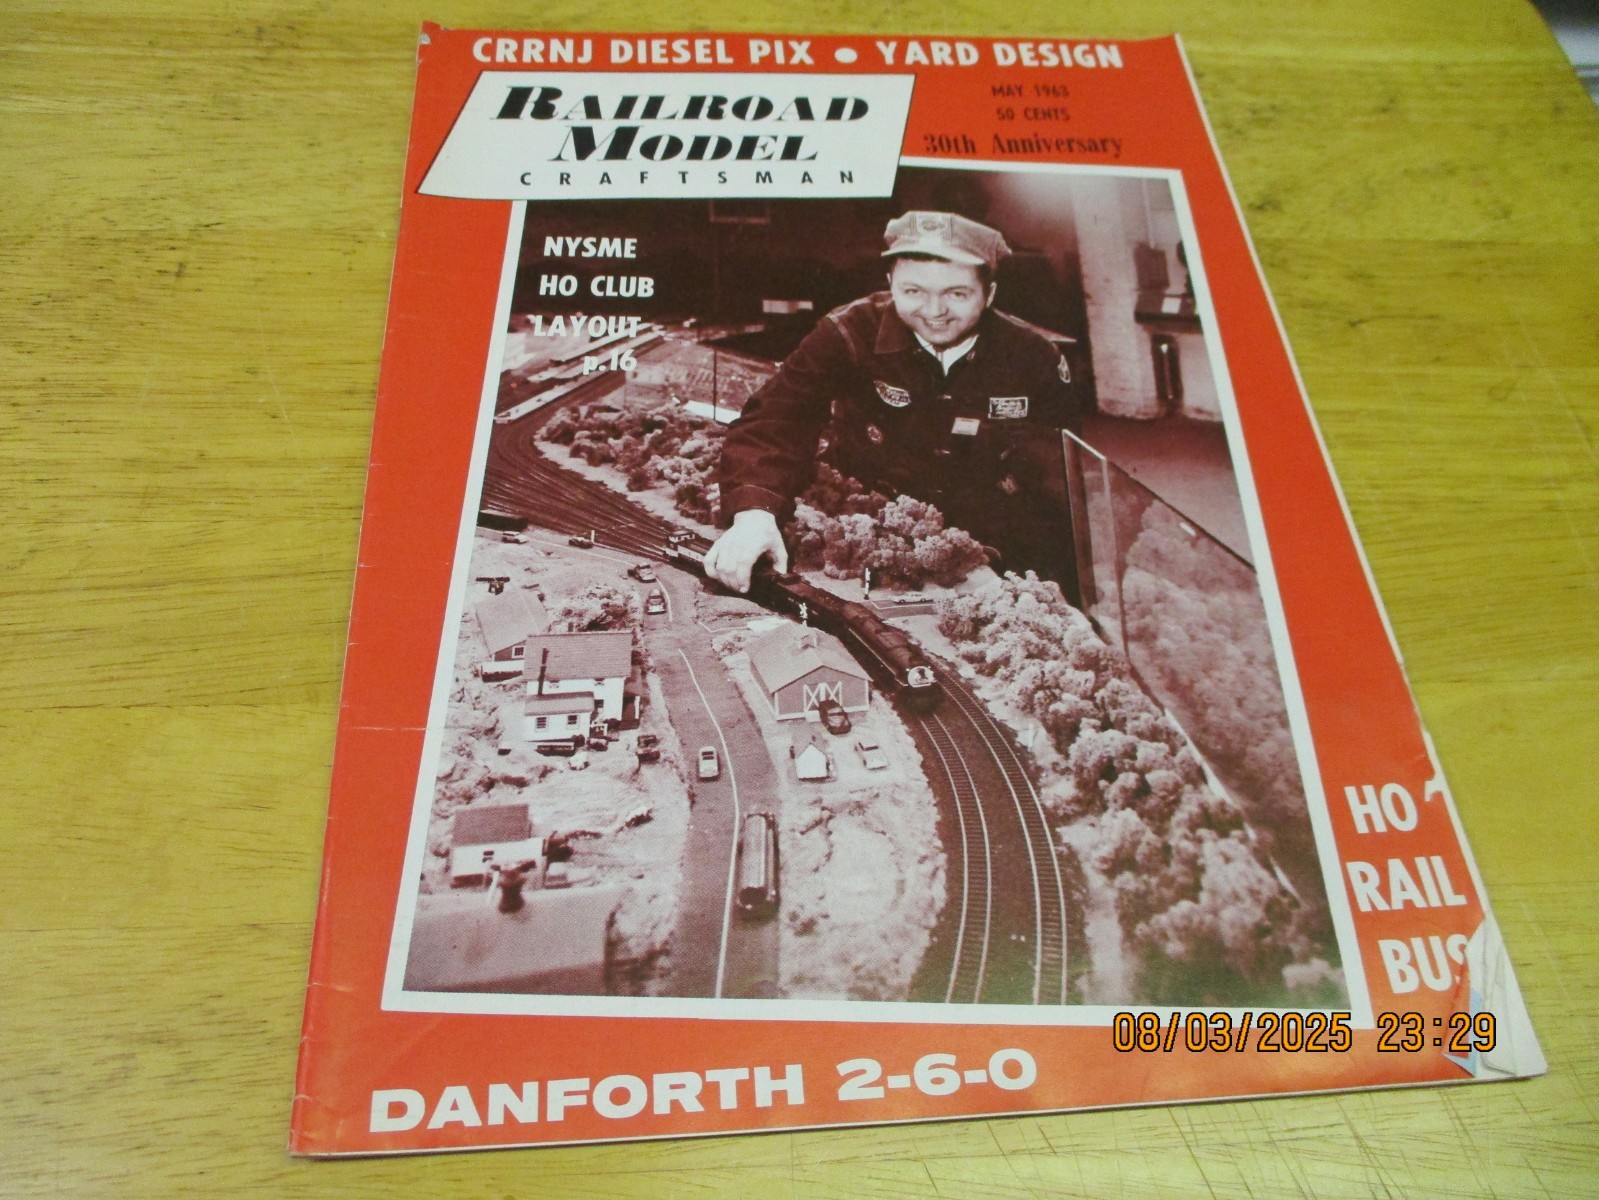 CRRNJ DIESEL PIX • YARD DESIGN
RAILROAD
MODEL
CRAFTSMAN
MAY 1963
50 CENTS
30th Anniversary
NYSME
HO CLUB
LAYOUT
p.16
HO
RAIL
BUS
DANFORTH 2-6-0
08/03/2025 23:29